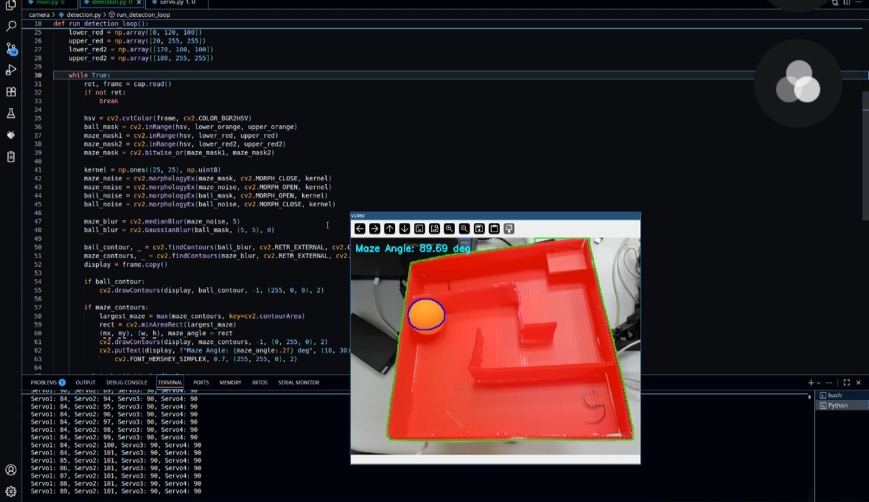 main.py 0 detection.py 0 servo.py 1, 0
camera > detection.py > run_detection_loop
18 def run_detection_loop():
25 lower_red = np.array([0, 120, 100])
26 upper_red = np.array([20, 255, 255])
27 lower_red2 = np.array([170, 100, 100])
28 upper_red2 = np.array([180, 255, 255])
29
30 while True:
31 ret, frame = cap.read()
32 if not ret:
33 break
34
35 hsv = cv2.cvtColor(frame, cv2.COLOR_BGR2HSV)
36 ball_mask = cv2.inRange(hsv, lower_orange, upper_orange)
37 maze_mask1 = cv2.inRange(hsv, lower_red, upper_red)
38 maze_mask2 = cv2.inRange(hsv, lower_red2, upper_red2)
39 maze_mask = cv2.bitwise_or(maze_mask1, maze_mask2)
40
41 kernel = np.ones((25, 25), np.uint8)
42 maze_noise = cv2.morphologyEx(maze_mask, cv2.MORPH_CLOSE, kernel)
43 maze_noise = cv2.morphologyEx(maze_noise, cv2.MORPH_OPEN, kernel)
44 ball_noise = cv2.morphologyEx(ball_mask, cv2.MORPH_OPEN, kernel)
45 ball_noise = cv2.morphologyEx(ball_mask, cv2.MORPH_CLOSE, kernel)
46
47 maze_blur = cv2.medianBlur(maze_noise, 5)
48 ball_blur = cv2.GaussianBlur(ball_mask, (5, 5), 0)
49
50 ball_contour, _ = cv2.findContours(ball_blur, cv2.RETR_EXTERNAL, cv2.C
51 maze_contours, _ = cv2.findContours(maze_blur, cv2.RETR_EXTERNAL, cv2.
52 display = frame.copy()
53
54 if ball_contour:
55 cv2.drawContours(display, ball_contour, -1, (255, 0, 0), 2)
56
57 if maze_contours:
58 largest_maze = max(maze_contours, key=cv2.contourArea)
59 rect = cv2.minAreaRect(largest_maze)
60 (mx, my), (w, h), maze_angle = rect
61 cv2.drawContours(display, maze_contours, -1, (0, 255, 0), 2)
62 cv2.putText(display, f"Maze Angle: {maze_angle:.2f} deg", (10, 30)
63 cv2.FONT_HERSHEY_SIMPLEX, 0.7, (255, 255, 0), 2)
video
Maze Angle: 89.69 deg
PROBLEMS 1 OUTPUT DEBUG CONSOLE TERMINAL PORTS MEMORY XRTOS SERIAL MONITOR
Servo1: 84, Servo2: 94, Servo3: 90, Servo4: 90
Servo1: 84, Servo2: 95, Servo3: 90, Servo4: 90
Servo1: 84, Servo2: 96, Servo3: 90, Servo4: 90
Servo1: 84, Servo2: 97, Servo3: 90, Servo4: 90
Servo1: 84, Servo2: 98, Servo3: 90, Servo4: 90
Servo1: 84, Servo2: 99, Servo3: 90, Servo4: 90
Servo1: 84, Servo2: 100, Servo3: 90, Servo4: 90
Servo1: 84, Servo2: 101, Servo3: 90, Servo4: 90
Servo1: 85, Servo2: 101, Servo3: 90, Servo4: 90
Servo1: 86, Servo2: 101, Servo3: 90, Servo4: 90
Servo1: 87, Servo2: 101, Servo3: 90, Servo4: 90
Servo1: 88, Servo2: 101, Servo3: 90, Servo4: 90
Servo1: 89, Servo2: 101, Servo3: 90, Servo4: 90
bash
Python